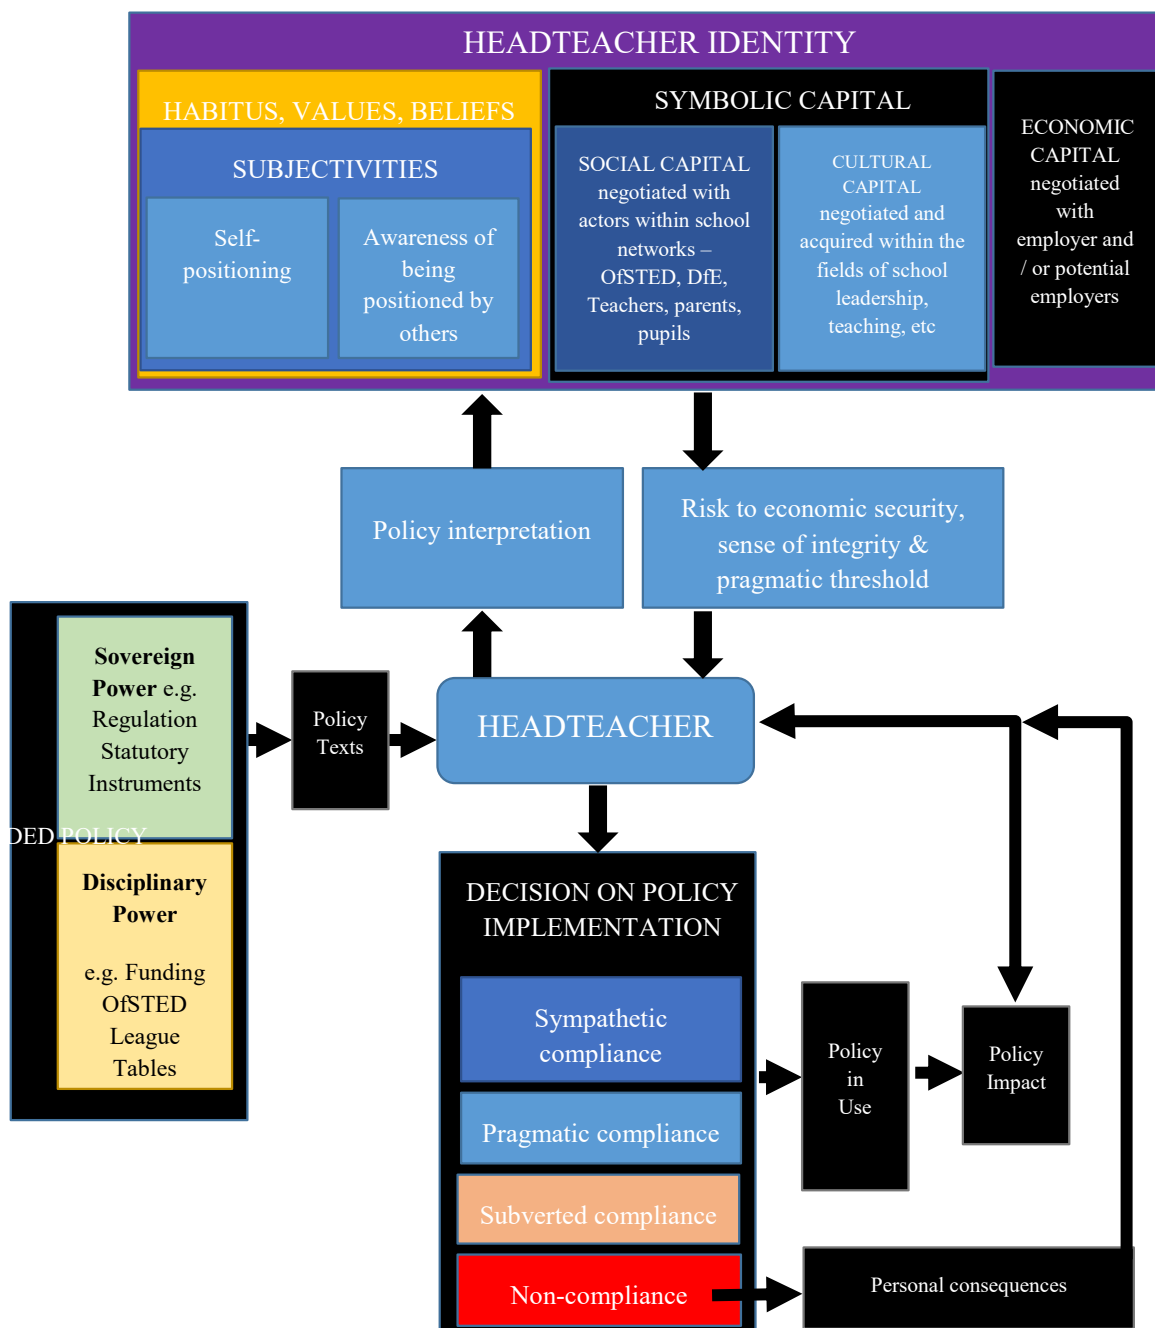 HEADTEACHER IDENTITY
HABITUS, VALUES, BELIEFS
SUBJECTIVITIES
Self-
positioning
Awareness of
being
positioned by
others
SYMBOLIC CAPITAL
SOCIAL CAPITAL
negotiated with
actors within school
networks –
OfSTED, DfE,
Teachers, parents,
pupils
CULTURAL
CAPITAL
negotiated and
acquired within the
fields of school
leadership,
teaching, etc
ECONOMIC
CAPITAL
negotiated
with
employer and
/ or potential
employers
Policy interpretation
Risk to economic security,
sense of integrity &
pragmatic threshold
Sovereign
Power e.g.
Regulation
Statutory
Instruments
DED POLICY
Disciplinary
Power
e.g. Funding
OfSTED
League
Tables
Policy
Texts
HEADTEACHER
DECISION ON POLICY
IMPLEMENTATION
Sympathetic
compliance
Pragmatic compliance
Subverted compliance
Non-compliance
Policy
in
Use
Policy
Impact
Personal consequences